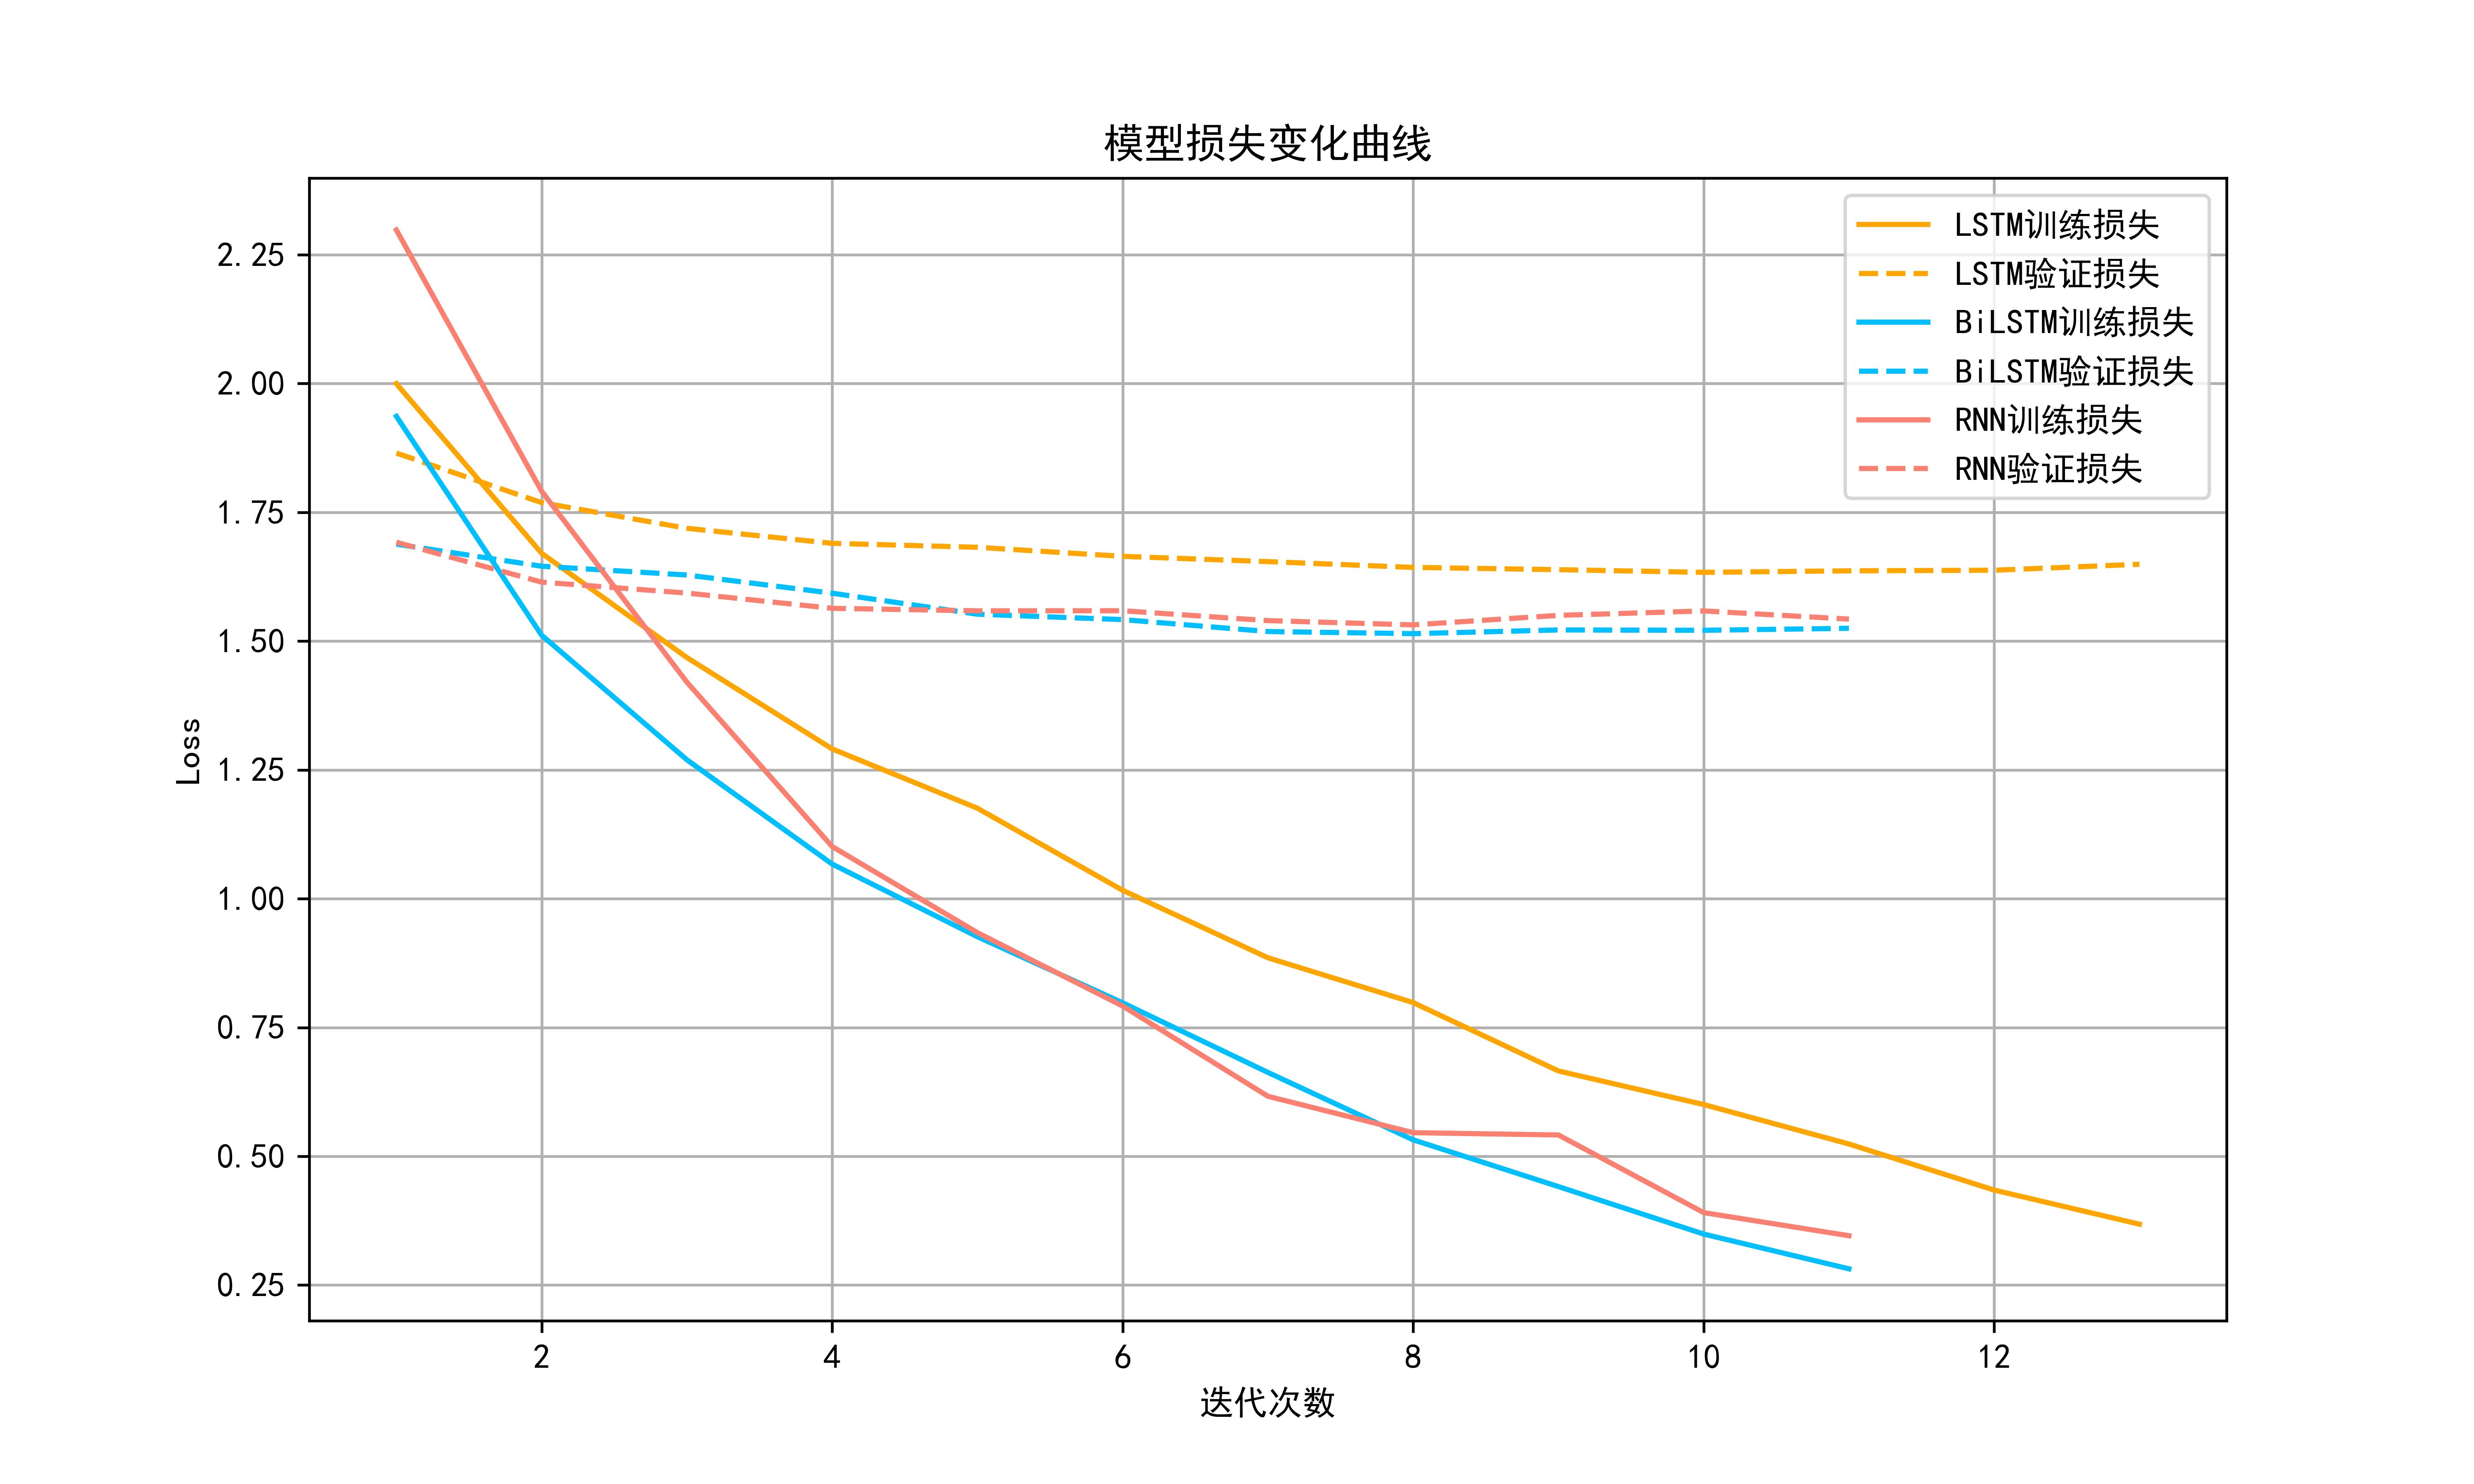 模型损失变化曲线
LSTM训练损失
LSTM验证损失
BiLSTM训练损失
BiLSTM验证损失
RNN训练损失
RNN验证损失
Loss
2.25
2.00
1.75
1.50
1.25
1.00
0.75
0.50
0.25
2 4 6 8 10 12
迭代次数